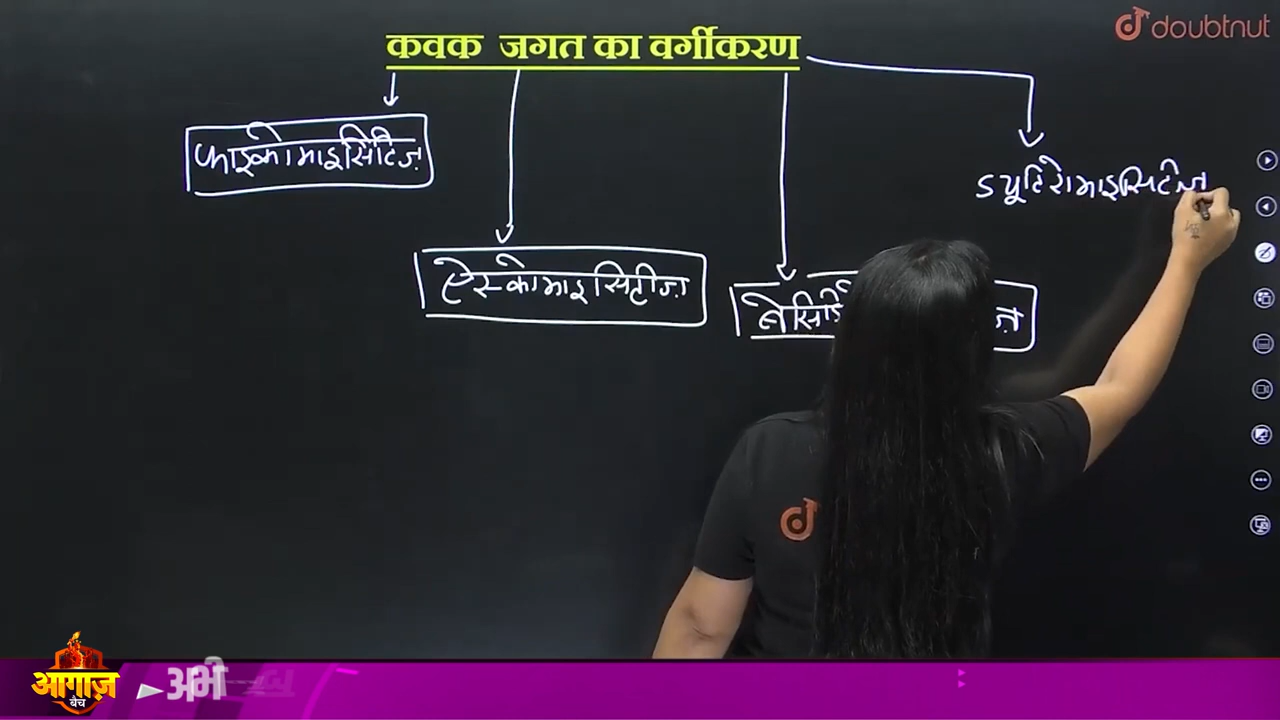 कवक जगत का वर्गीकरण
doubtnut
फाइकोमाइसिटिज़
ड्यूटिरोमाइसिटीज़
ऐस्कोमाइसिटीज़
आगाज़
बैच
अभी